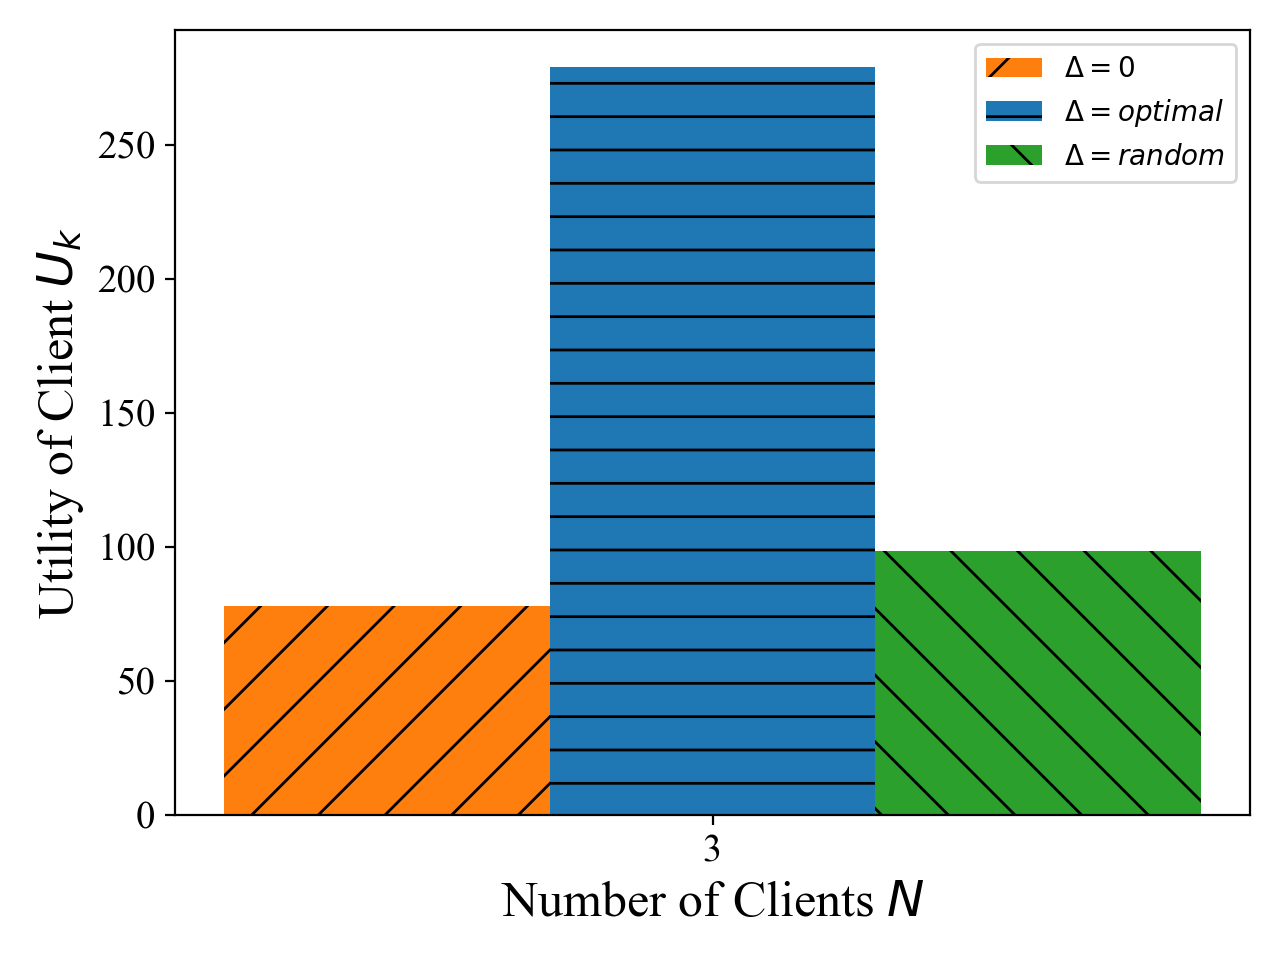 Δ = 0
Δ = optimal
Δ = random
250
200
150
100
50
0
Utility of Client U_k
3
Number of Clients N